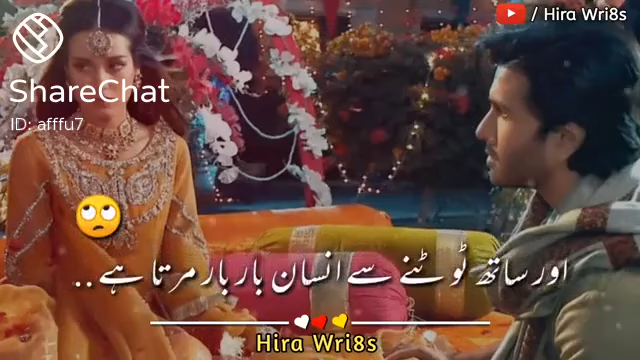 / Hira Wri8s
ShareChat
ID: afffu7
اور ساتھ ٹوٹنے سے انسان بار بار مرتا ہے ..
Hira Wri8s